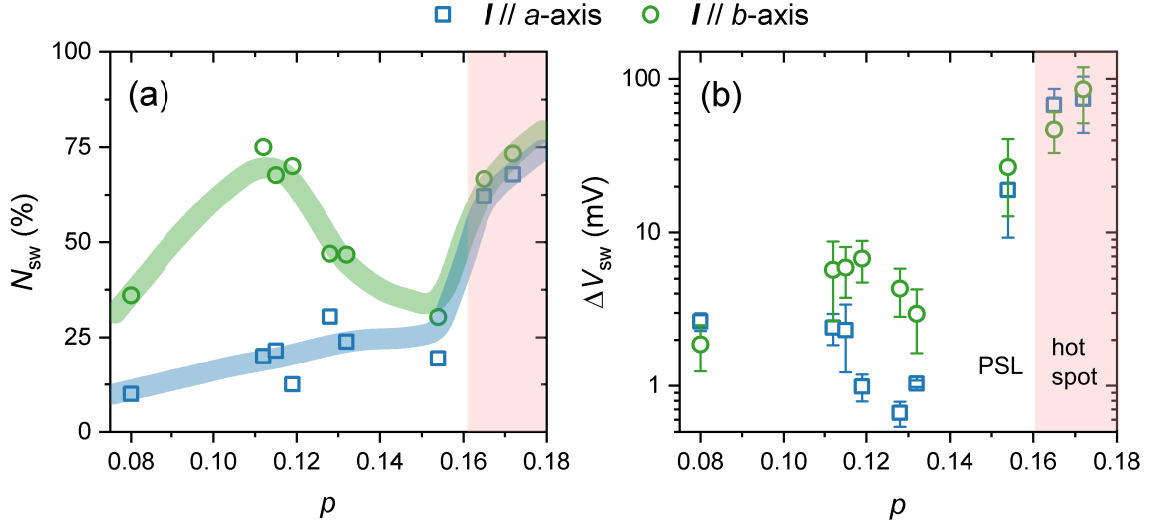 I // a-axis
I // b-axis
(a)
100
75
50
25
0
Nsw (%)
0.08 0.10 0.12 0.14 0.16 0.18
p
(b)
100
10
1
ΔVsw (mV)
PSL
hot
spot
0.08 0.10 0.12 0.14 0.16 0.18
p